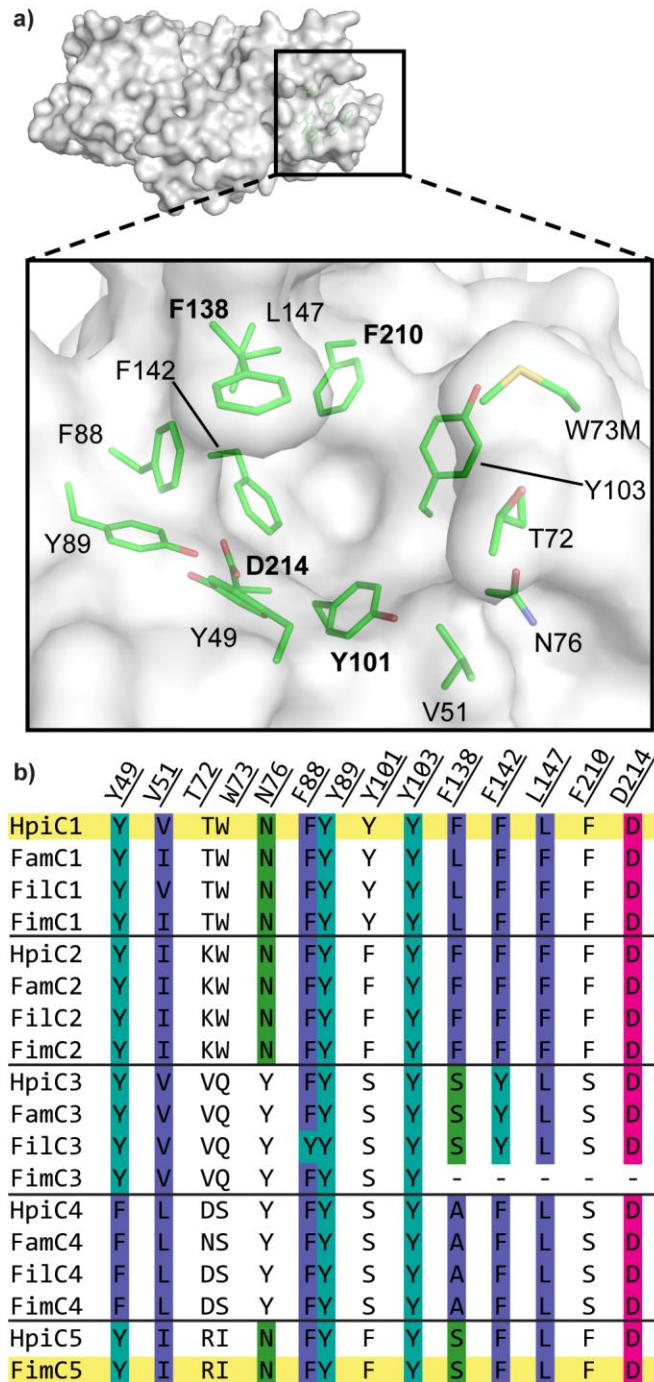 a)
F138
L147
F210
F142
F88
W73M
Y103
Y89
T72
D214
Y49
Y101
N76
V51
b)
Y49 V51 T72 W73 N76 F88 Y89 Y101 Y103 F138 F142 L147 F210 D214
HpiC1 Y V TW N FY Y Y F F L F D
FamC1 Y I TW N FY Y Y L F F F D
FilC1 Y V TW N FY Y Y L F F F D
FimC1 Y I TW N FY Y Y L F F F D
HpiC2 Y I KW N FY F Y F F F F D
FamC2 Y I KW N FY F Y F F F F D
FilC2 Y I KW N FY F Y F F F F D
FimC2 Y I KW N FY F Y F F F F D
HpiC3 Y V VQ Y FY S Y S Y L S D
FamC3 Y V VQ Y FY S Y S Y L S D
FilC3 Y V VQ Y YY S Y S Y L S D
FimC3 Y V VQ Y FY S Y - - - - -
HpiC4 F L DS Y FY S Y A F L S D
FamC4 F L NS Y FY S Y A F L S D
FilC4 F L DS Y FY S Y A F L S D
FimC4 F L DS Y FY S Y A F L S D
HpiC5 Y I RI N FY F Y S F L F D
FimC5 Y I RI N FY F Y S F L F D